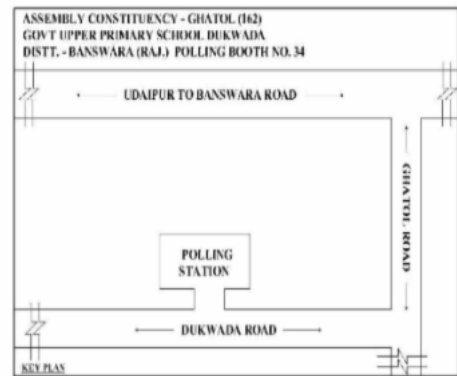 ASSEMBLY CONSTITUENCY - GHATOL (162)
GOVT UPPER PRIMARY SCHOOL DUKWADA
DISTT. - BANSWARA (RAJ.) POLLING BOOTH NO. 34
UDAIPUR TO BANSWARA ROAD
GHATOL ROAD
POLLING
STATION
DUKWADA ROAD
KEY PLAN